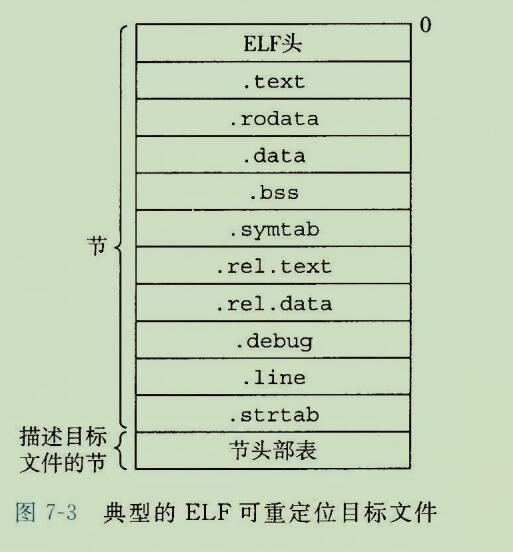 0
ELF头
.text
.rodata
.data
.bss
.symtab
.rel.text
.rel.data
.debug
.line
.strtab
节
描述目标
文件的节
节头部表
图 7-3 典型的 ELF 可重定位目标文件